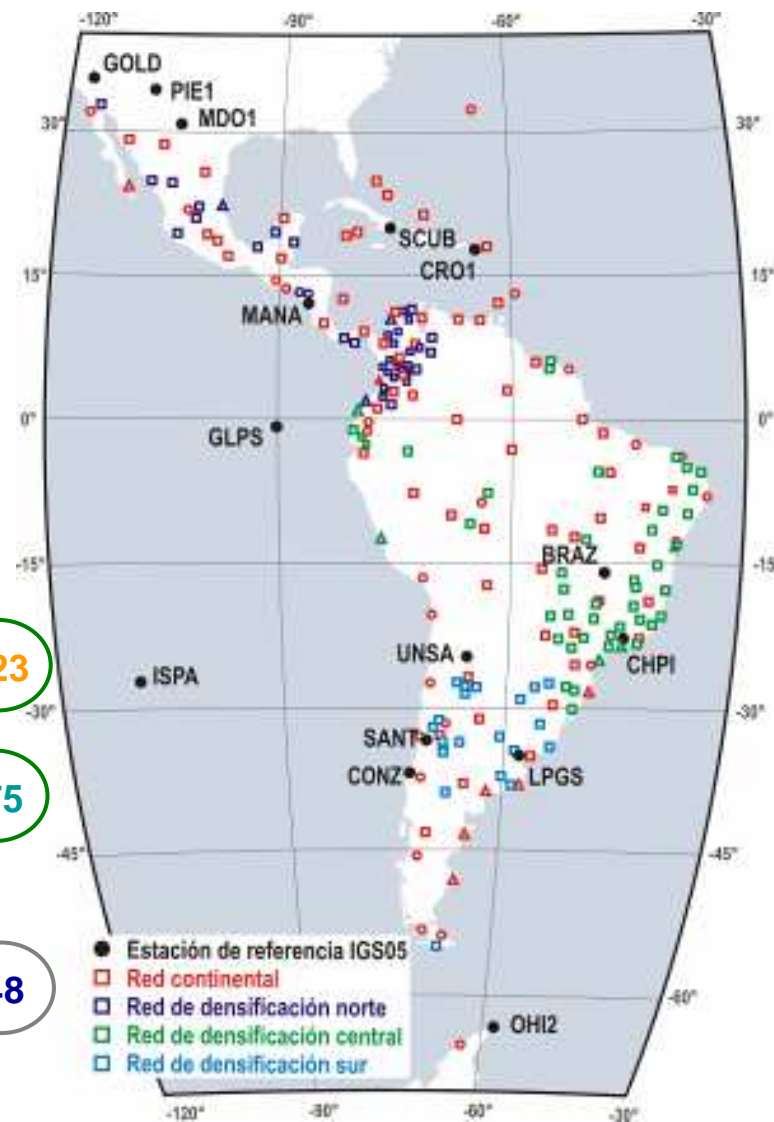 -120° -90° -60° -30°
GOLD
PIE1
MDO1
30° 30°
SCUB
CRO1
15° 15°
MANA
0° 0°
GLPS
-15° -15°
BRAZ
UNSA
CHPI
23
ISPA
-30° -30°
SANT
CONZ
LPGS
75
-45° -45°
Estación de referencia IGS05
Red continental
48
Red de densificación norte
-60°
Red de densificación central
OHI2
Red de densificación sur
-120° -90° -60° -30°